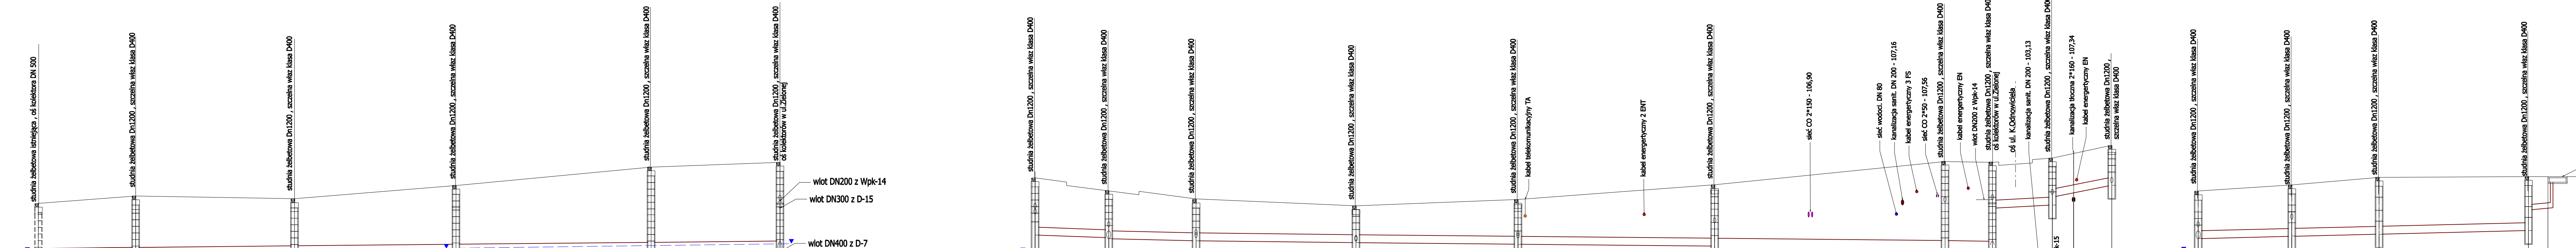 studnia żelbetowa istniejąca , oś kolektora DN 500
studnia żelbetowa Dn1200 , szczelna właz klasa D400
studnia żelbetowa Dn1200 , szczelna właz klasa D400
studnia żelbetowa Dn1200 , szczelna właz klasa D400
studnia żelbetowa Dn1200 , szczelna właz klasa D400
studnia żelbetowa Dn1200 , szczelna właz klasa D400
oś kolektorów w ul.Zielonej
wlot DN200 z Wpk-14
wlot DN300 z D-15
wlot DN400 z D-7
studnia żelbetowa Dn1200 , szczelna właz klasa D400
studnia żelbetowa Dn1200 , szczelna właz klasa D400
studnia żelbetowa Dn1200 , szczelna właz klasa D400
studnia żelbetowa Dn1200 , szczelna właz klasa D400
studnia żelbetowa Dn1200 , szczelna właz klasa D400
kabel telekomunikacyjny TA
kabel energertyczny 2 ENT
studnia żelbetowa Dn1200 , szczelna właz klasa D400
sieć CO 2*150 - 106,90
sieć wodoci. DN 80
kanalizacja sanit. DN 200 - 107,16
kabel energertyczny 3 PS
sieć CO 2*50 - 107,56
studnia żelbetowa Dn1200 , szczelna właz klasa D400
kabel energertyczny EN
wlot DN200 z Wpk-14
studnia żelbetowa Dn1200 , szczelna właz klasa D400
oś kolektorów w ul.Zielonej
oś ul. K.Odnowiciela
kanalizacja sanit. DN 200 - 103,13
studnia żelbetowa Dn1200 , szczelna właz klasa D400
kanalizacja tłoczna 2*160 - 107,34
kabel energertyczny EN
studnia żelbetowa Dn1200 ,
szczelna właz klasa D400
studnia żelbetowa Dn1200 , szczelna właz klasa D400
studnia żelbetowa Dn1200 , szczelna właz klasa D400
studnia żelbetowa Dn1200 , szczelna właz klasa D400
studnia żelbetowa Dn1200 , szczelna właz klasa D400